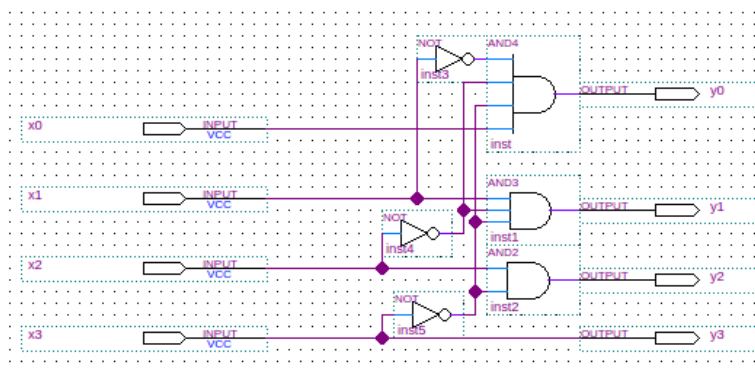 NOT AND4
inst3
OUTPUT y0
x0 INPUT
VCC
inst
AND3
x1 INPUT
VCC
OUTPUT y1
NOT
inst1
inst4
AND2
x2 INPUT
VCC
OUTPUT y2
NOT
inst2
inst5
x3 INPUT
VCC
OUTPUT y3